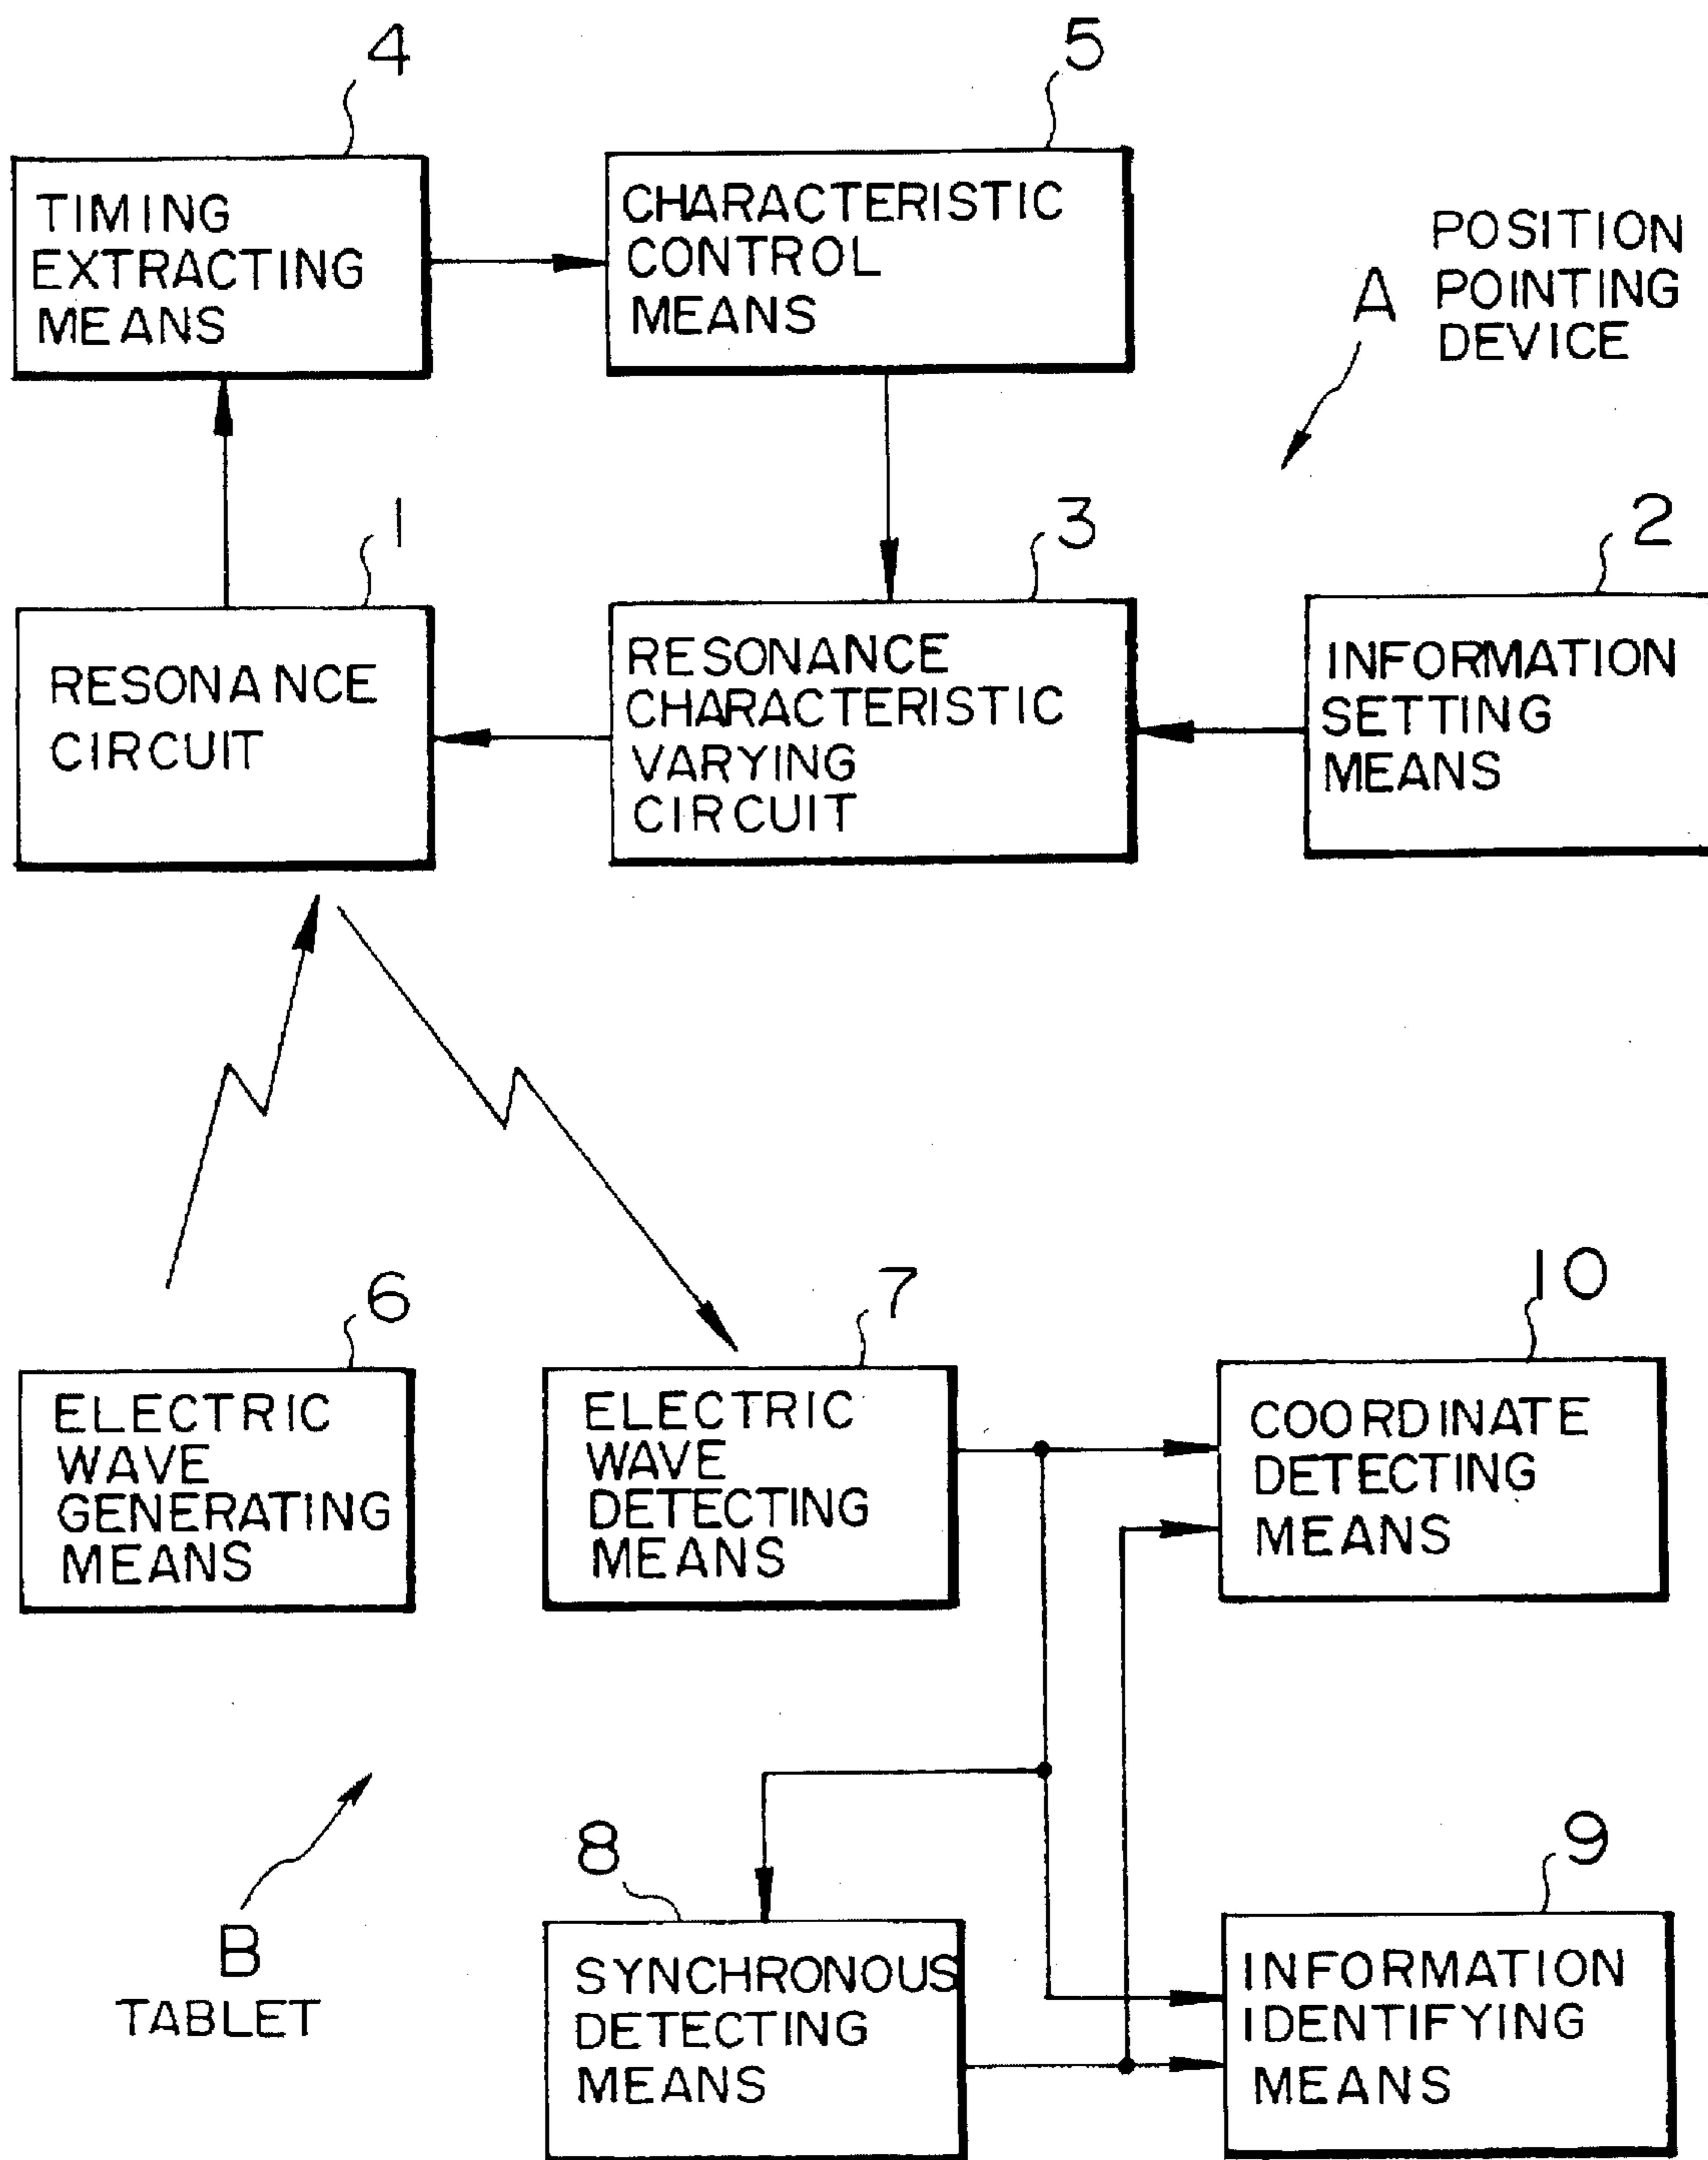 4
5
TIMING
EXTRACTING
MEANS
CHARACTERISTIC
CONTROL
MEANS
A
POSITION
POINTING
DEVICE
1
3
2
RESONANCE
CIRCUIT
RESONANCE
CHARACTERISTIC
VARYING
CIRCUIT
INFORMATION
SETTING
MEANS
6
7
10
ELECTRIC
WAVE
GENERATING
MEANS
ELECTRIC
WAVE
DETECTING
MEANS
COORDINATE
DETECTING
MEANS
B
TABLET
8
9
SYNCHRONOUS
DETECTING
MEANS
INFORMATION
IDENTIFYING
MEANS